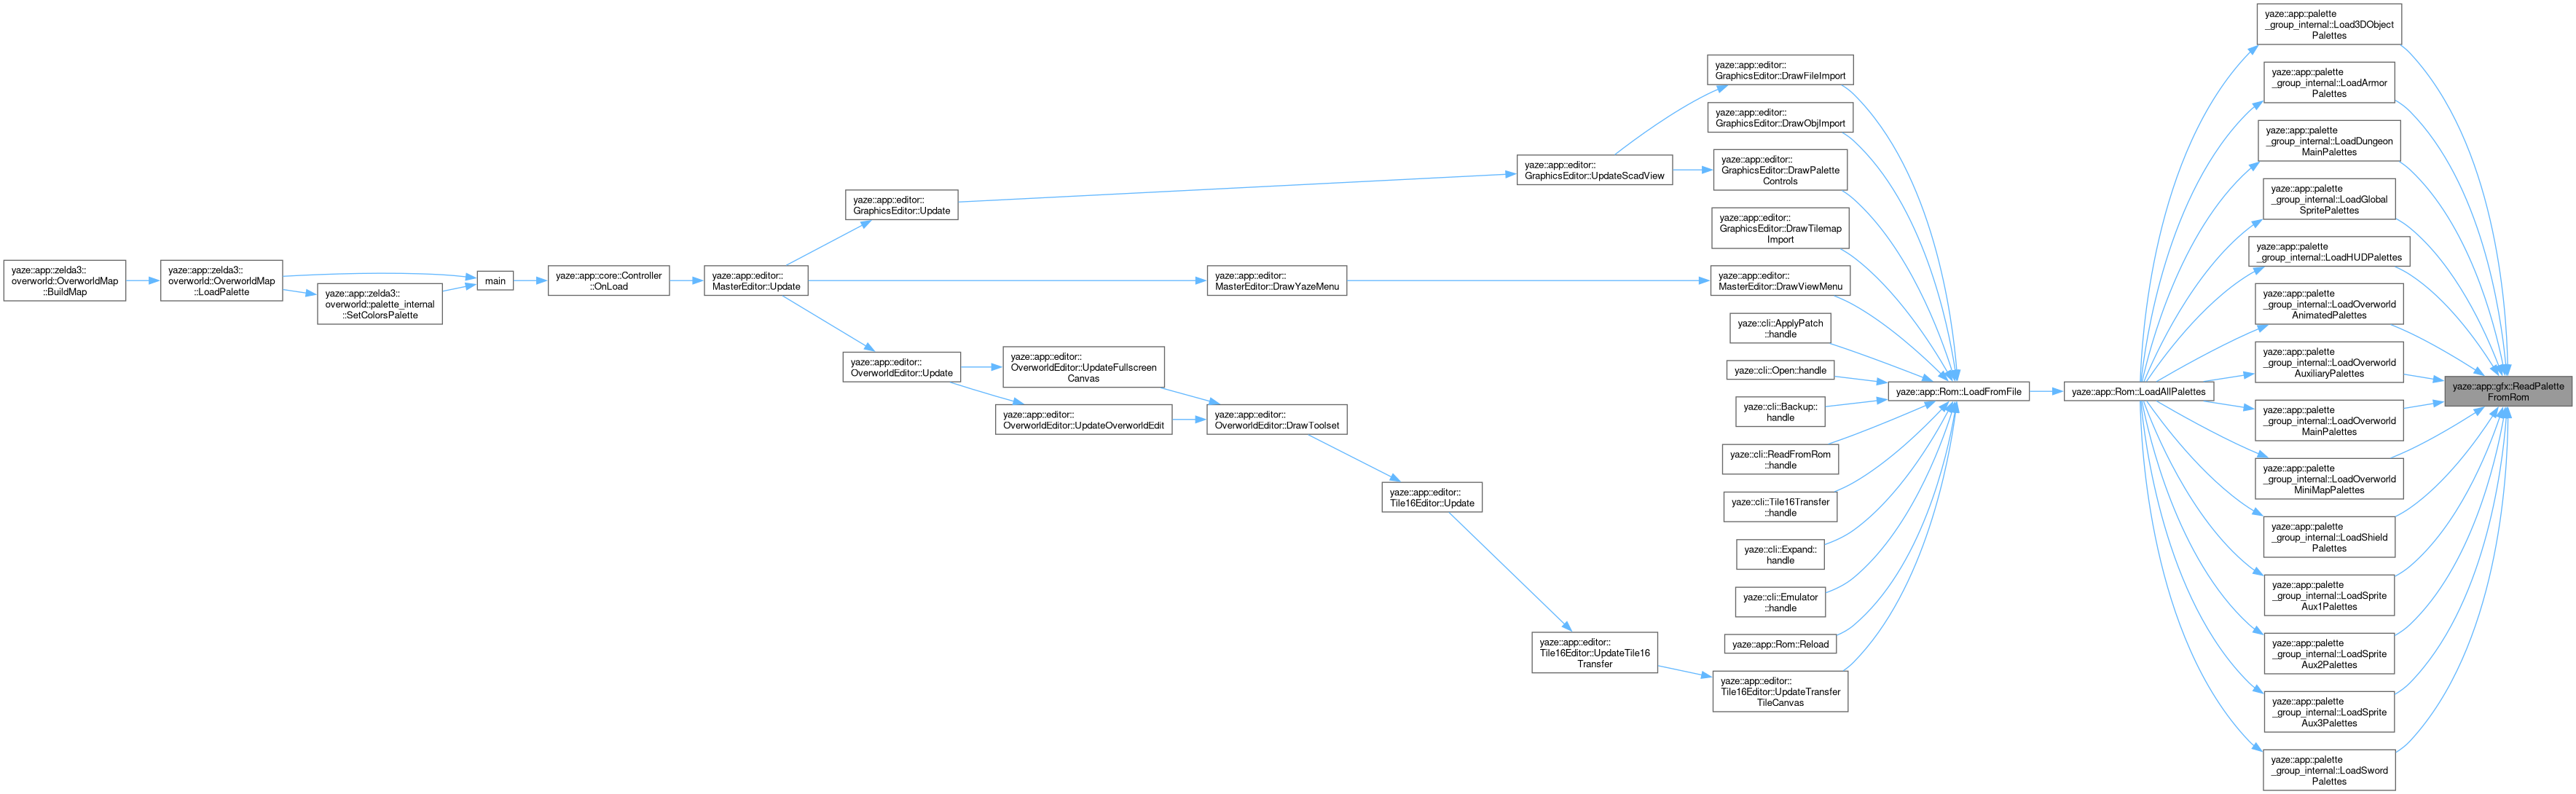 yaze::app::zelda3::
overworld::OverworldMap
::BuildMap
yaze::app::zelda3::
overworld::OverworldMap
::LoadPalette
yaze::app::zelda3::
overworld::palette_internal
::SetColorsPalette
main
yaze::app::core::Controller
::OnLoad
yaze::app::editor::
MasterEditor::Update
yaze::app::editor::
GraphicsEditor::Update
yaze::app::editor::
OverworldEditor::Update
yaze::app::editor::
OverworldEditor::UpdateFullscreen
Canvas
yaze::app::editor::
OverworldEditor::UpdateOverworldEdit
yaze::app::editor::
MasterEditor::DrawYazeMenu
yaze::app::editor::
OverworldEditor::DrawToolset
yaze::app::editor::
Tile16Editor::Update
yaze::app::editor::
GraphicsEditor::UpdateScadView
yaze::app::editor::
Tile16Editor::UpdateTile16
Transfer
yaze::app::editor::
GraphicsEditor::DrawFileImport
yaze::app::editor::
GraphicsEditor::DrawObjImport
yaze::app::editor::
GraphicsEditor::DrawPalette
Controls
yaze::app::editor::
GraphicsEditor::DrawTilemap
Import
yaze::app::editor::
MasterEditor::DrawViewMenu
yaze::cli::ApplyPatch
::handle
yaze::cli::Open::handle
yaze::cli::Backup::
handle
yaze::cli::ReadFromRom
::handle
yaze::cli::Tile16Transfer
::handle
yaze::cli::Expand::
handle
yaze::cli::Emulator
::handle
yaze::app::Rom::Reload
yaze::app::editor::
Tile16Editor::UpdateTransfer
TileCanvas
yaze::app::Rom::LoadFromFile
yaze::app::Rom::LoadAllPalettes
yaze::app::palette
_group_internal::Load3DObject
Palettes
yaze::app::palette
_group_internal::LoadArmor
Palettes
yaze::app::palette
_group_internal::LoadDungeon
MainPalettes
yaze::app::palette
_group_internal::LoadGlobal
SpritePalettes
yaze::app::palette
_group_internal::LoadHUDPalettes
yaze::app::palette
_group_internal::LoadOverworld
AnimatedPalettes
yaze::app::palette
_group_internal::LoadOverworld
AuxiliaryPalettes
yaze::app::palette
_group_internal::LoadOverworld
MainPalettes
yaze::app::palette
_group_internal::LoadOverworld
MiniMapPalettes
yaze::app::palette
_group_internal::LoadShield
Palettes
yaze::app::palette
_group_internal::LoadSprite
Aux1Palettes
yaze::app::palette
_group_internal::LoadSprite
Aux2Palettes
yaze::app::palette
_group_internal::LoadSprite
Aux3Palettes
yaze::app::palette
_group_internal::LoadSword
Palettes
yaze::app::gfx::ReadPalette
FromRom